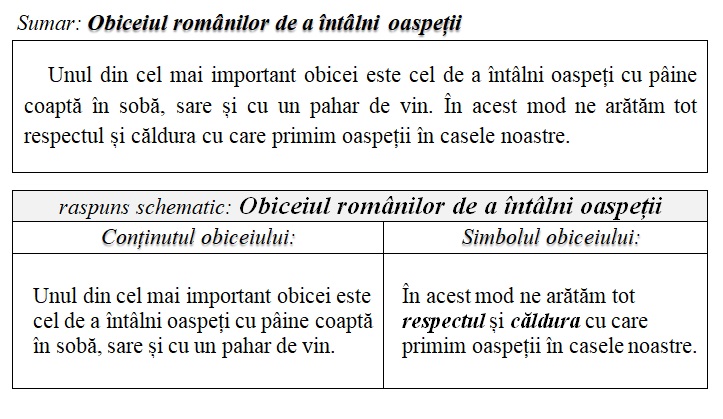 Sumar: Obiceiul românilor de a întâlni oaspeții
Unul din cel mai important obicei este cel de a întâlni oaspeți cu pâine
coaptă în sobă, sare și cu un pahar de vin. În acest mod ne arătăm tot
respectul și căldura cu care primim oaspeții în casele noastre.
raspuns schematic: Obiceiul românilor de a întâlni oaspeții
Conținutul obiceiului:
Unul din cel mai important obicei este
cel de a întâlni oaspeți cu pâine coaptă
în sobă, sare și cu un pahar de vin.
Simbolul obiceiului:
În acest mod ne arătăm tot
respectul și căldura cu care
primim oaspeții în casele noastre.